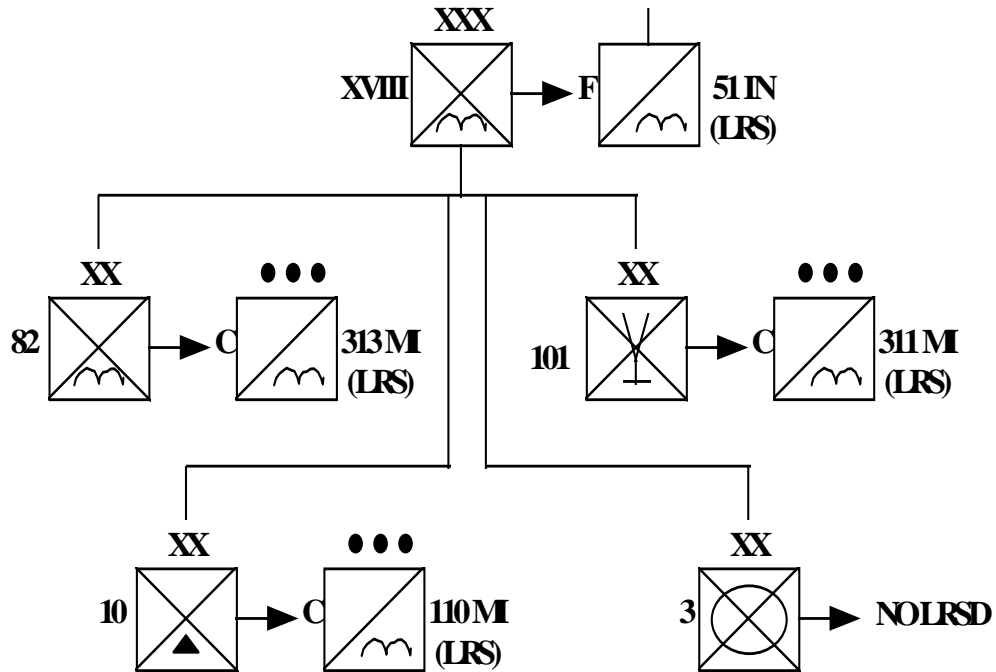 XXX
XVIII F 51 IN
(LRS)
XX XX
82 C 313 MI 101 C 311 MI
(LRS) (LRS)
XX XX
10 C 110 MI 3 NO LRSD
(LRS)